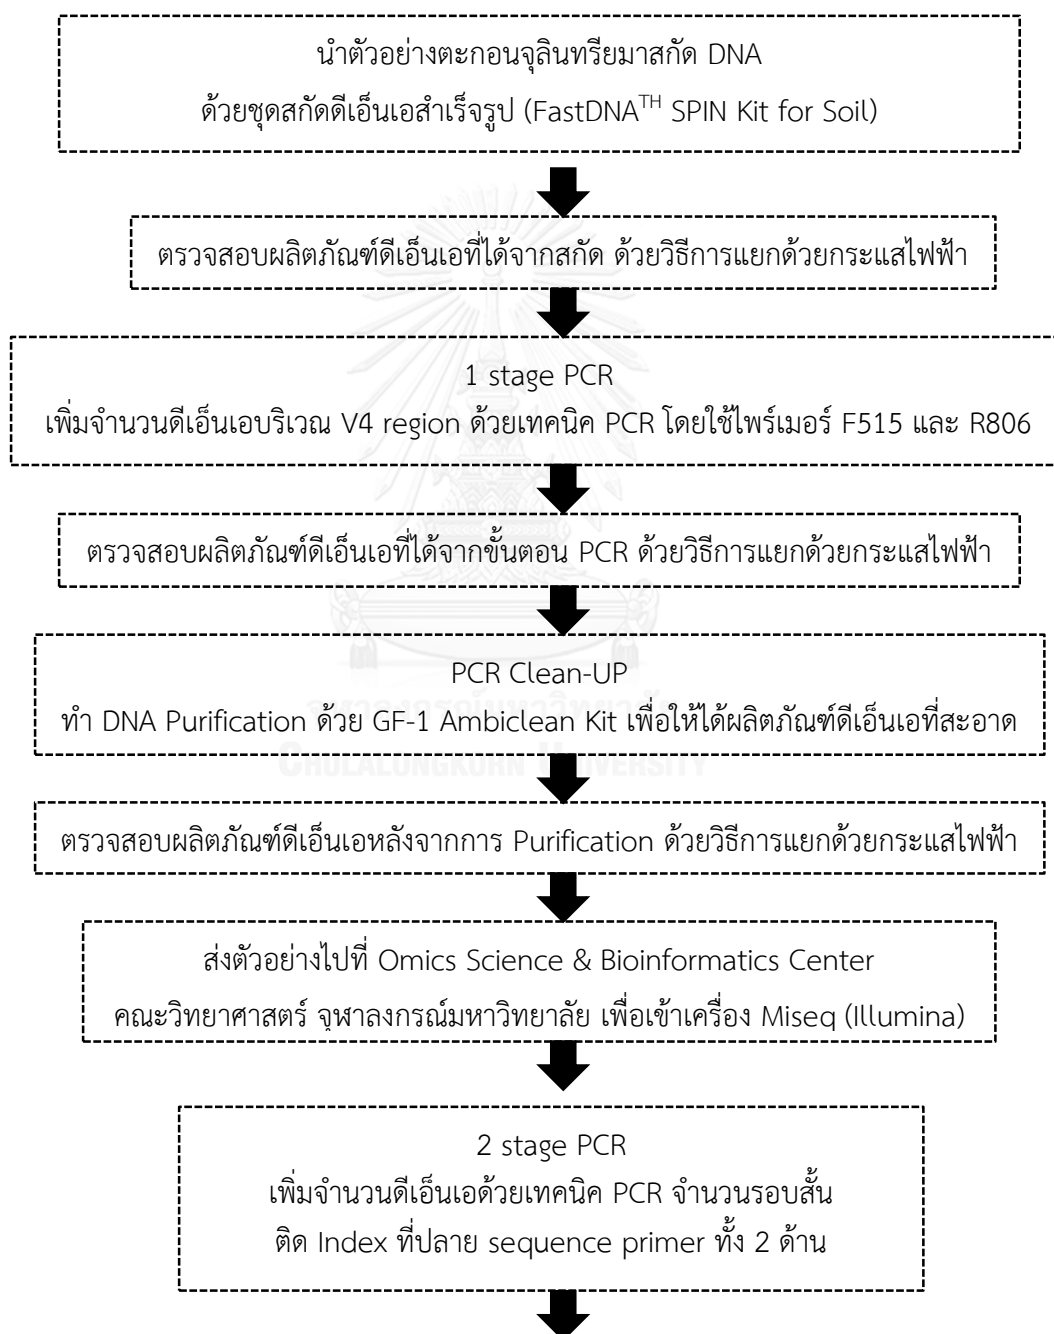 นำตัวอย่างตะกอนจุลินทรียมาสกัด DNA
ด้วยชุดสกัดดีเอ็นเอสำเร็จรูป (FastDNA™ SPIN Kit for Soil)
ตรวจสอบผลิตภัณฑ์ดีเอ็นเอที่ได้จากสกัด ด้วยวิธีการแยกด้วยกระแสไฟฟ้า
1 stage PCR
เพิ่มจำนวนดีเอ็นเอบริเวณ V4 region ด้วยเทคนิค PCR โดยใช้ไพร์เมอร์ F515 และ R806
ตรวจสอบผลิตภัณฑ์ดีเอ็นเอที่ได้จากขั้นตอน PCR ด้วยวิธีการแยกด้วยกระแสไฟฟ้า
PCR Clean-UP
ทำ DNA Purification ด้วย GF-1 Ambiclean Kit เพื่อให้ได้ผลิตภัณฑ์ดีเอ็นเอที่สะอาด
จุฬาลงกรณ์มหาวิทยาลัย
CHULALONGKORN UNIVERSITY
ตรวจสอบผลิตภัณฑ์ดีเอ็นเอหลังจากการ Purification ด้วยวิธีการแยกด้วยกระแสไฟฟ้า
ส่งตัวอย่างไปที่ Omics Science & Bioinformatics Center
คณะวิทยาศาสตร์ จุฬาลงกรณ์มหาวิทยาลัย เพื่อเข้าเครื่อง Miseq (Illumina)
2 stage PCR
เพิ่มจำนวนดีเอ็นเอด้วยเทคนิค PCR จำนวนรอบสั้น
ติด Index ที่ปลาย sequence primer ทั้ง 2 ด้าน